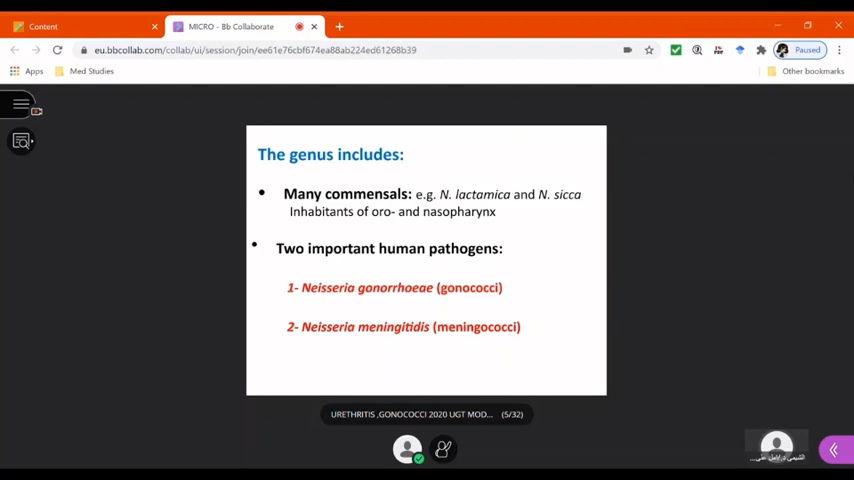 Content
MICRO - Bb Collaborate
eu.bbcollab.com/collab/ui/session/join/ee61e76cbf674ea88ab224ed61268b39
Paused
Apps
Med Studies
Other bookmarks
The genus includes:
• Many commensals: e.g. N. lactamica and N. sicca
Inhabitants of oro- and nasopharynx
• Two important human pathogens:
1- Neisseria gonorrhoeae (gonococci)
2- Neisseria meningitidis (meningococci)
URETHRITIS ,GONOCOCCI 2020 UGT MOD... (5/32)